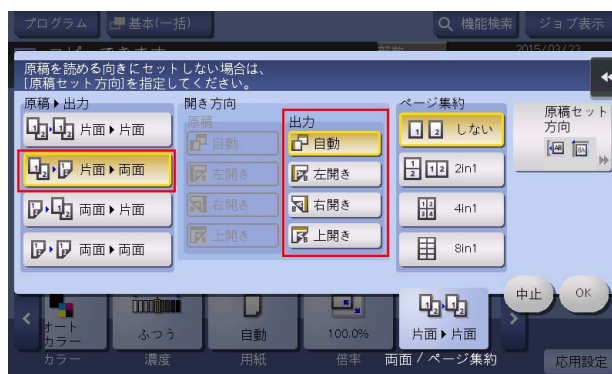 プログラム
基本(一括)
機能検索
ジョブ表示
2015/03/23
原稿を読める向きにセットしない場合は、
[原稿セット方向]を指定してください。
原稿▶出力
片面▶片面
片面▶両面
両面▶片面
両面▶両面
開き方向
原稿
自動
左開き
右開き
上開き
出力
自動
左開き
右開き
上開き
ページ集約
しない
2in1
4in1
8in1
原稿セット
方向
中止
OK
オート
カラー
ふつう
自動
100.0%
片面▶片面
カラー
濃度
用紙
倍率
両面 / ページ集約
応用設定